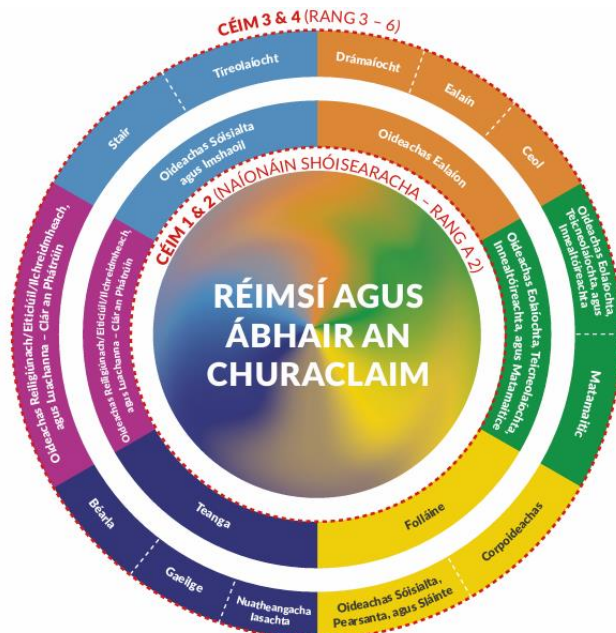 CÉIM 3 & 4 (RANG 3 – 6)
Drámaíocht
Ealaín
Ceol
Oideachas Eolaíochta,
Teicneolaíochta, agus
Innealtóireachta
Matamaitic
Corpoideachas
Oideachas Sóisialta,
Pearsanta, agus Sláinte
Nuatheangacha
Iasachta
Gaeilge
Béarla
Oideachas Reiligiúnach/Eiticiúil/Ilchreidmheach,
agus Luachanna – Clár an Phátrúin
Stair
Tíreolaíocht
CÉIM 1 & 2 (NAÍONÁIN SHÓISEARACHA – RANG A 2)
Oideachas Ealaíon
Oideachas Eolaíochta, Teicneolaíochta,
Innealtóireachta, agus Matamaitice
Folláine
Teanga
Oideachas Reiligiúnach/Eiticiúil/Ilchreidmheach,
agus Luachanna – Clár an Phátrúin
Oideachas Sóisialta
agus Imshaoil
RÉIMSÍ AGUS
ÁBHAIR AN
CHURACLAIM